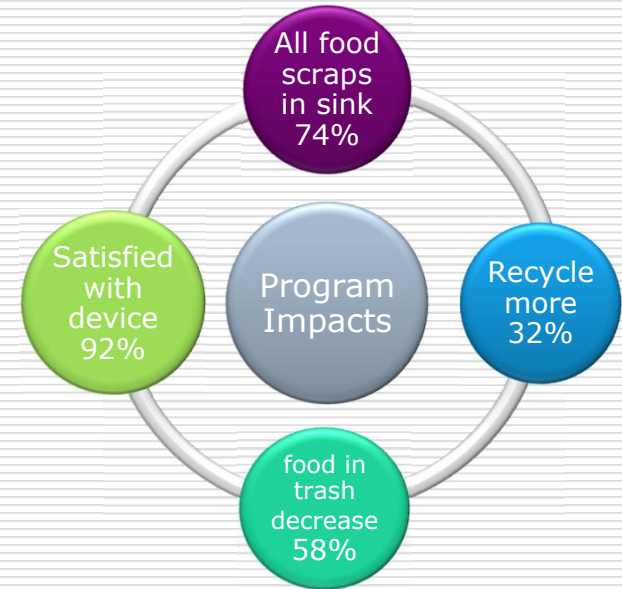 All food
scraps
in sink
74%
Satisfied
with
device
92%
Program
Impacts
Recycle
more
32%
food in
trash
decrease
58%